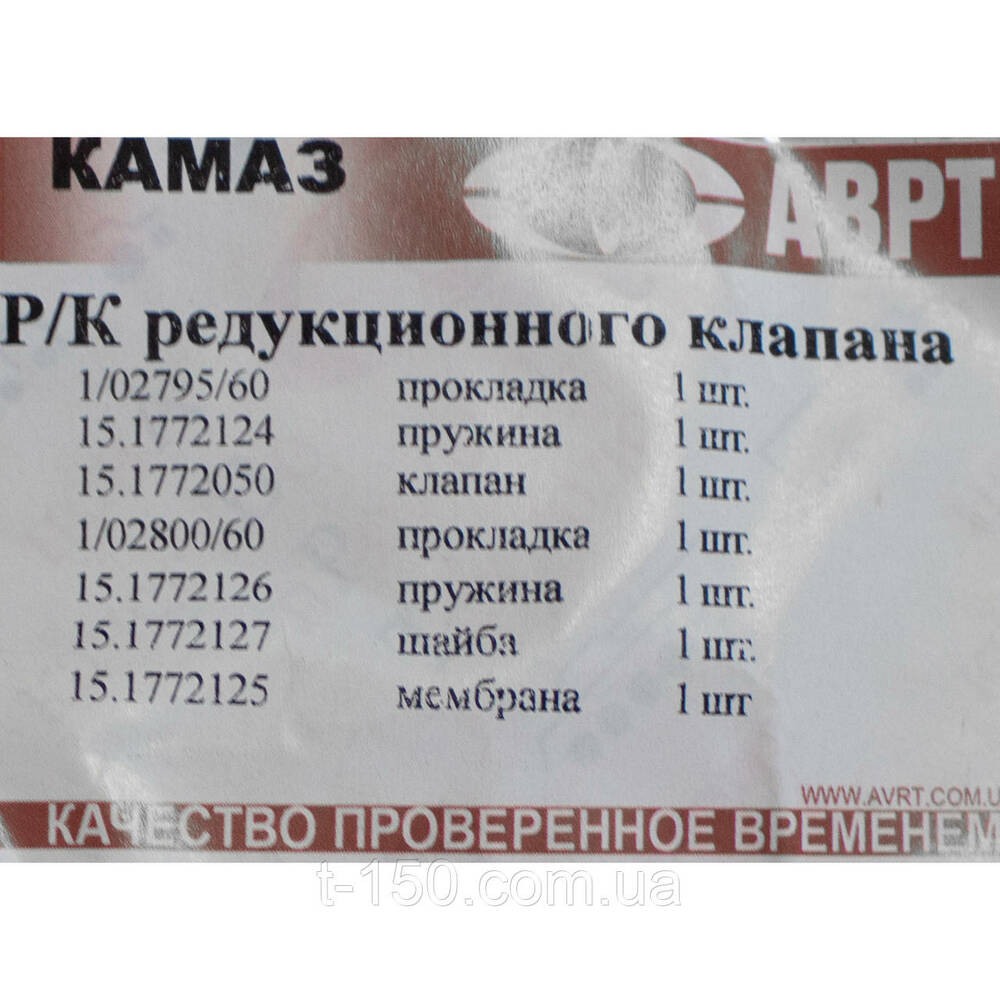 КАМАЗ АВРТ
Р/К редукционного клапана
1/02795/60 прокладка 1 шт.
15.1772124 пружина 1 шт.
15.1772050 клапан 1 шт.
1/02800/60 прокладка 1 шт.
15.1772126 пружина 1 шт.
15.1772127 шайба 1 шт.
15.1772125 мембрана 1 шт
WWW.AVRT.COM.U
КАЧЕСТВО ПРОВЕРЕННОЕ ВРЕМЕНЕМ
t-150.com.ua